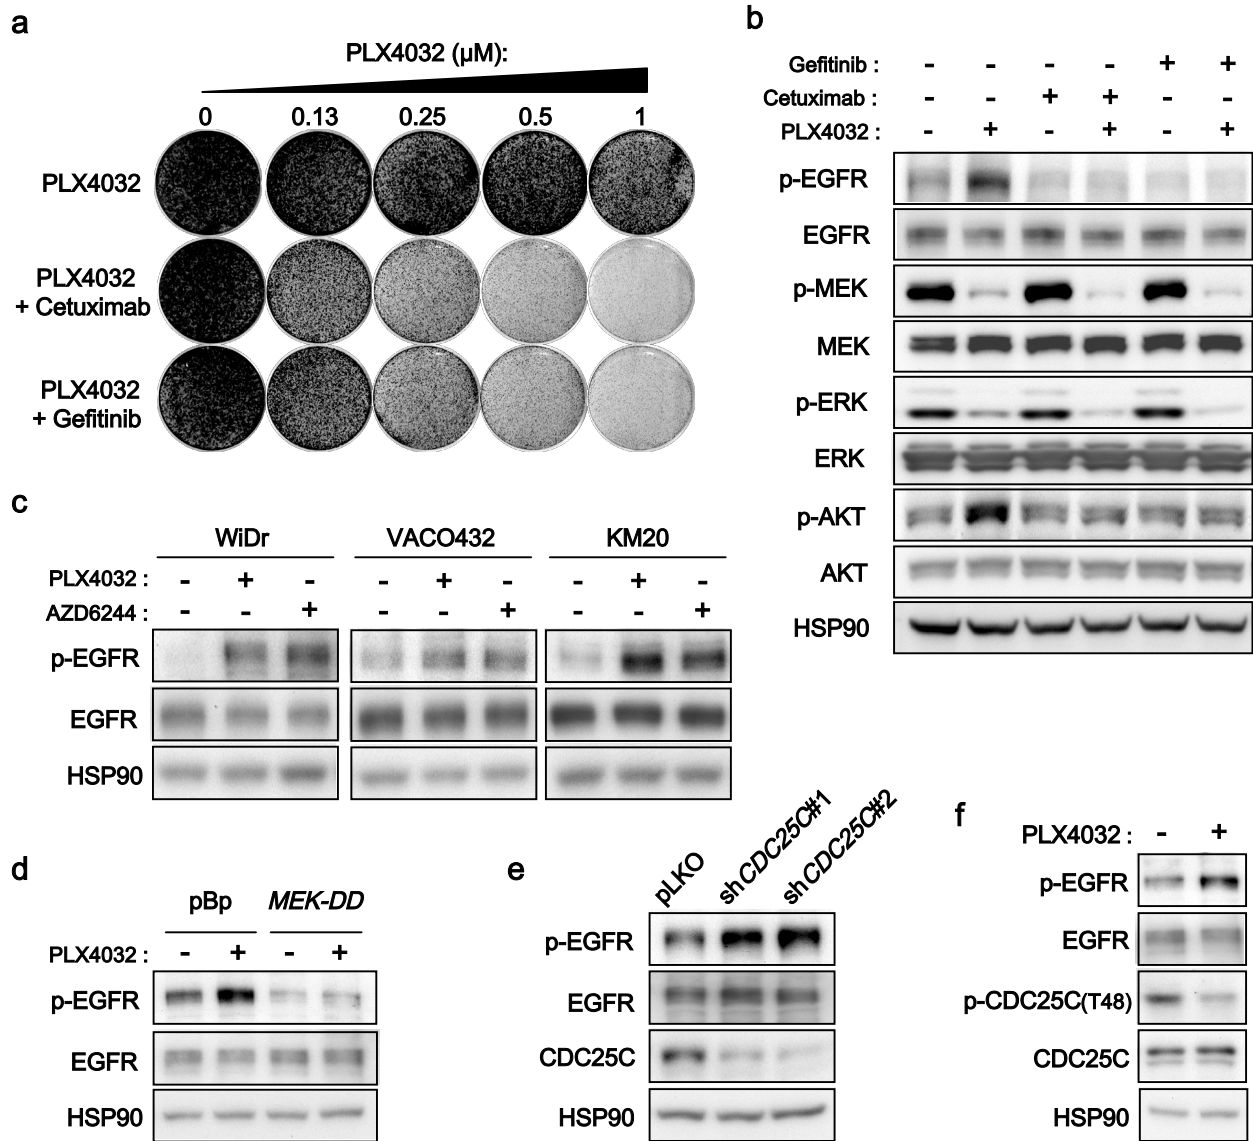 a
PLX4032 (µM):
0 0.13 0.25 0.5 1
PLX4032
PLX4032
+ Cetuximab
PLX4032
+ Gefitinib
b
Gefitinib : - - - - + +
Cetuximab : - - + + - -
PLX4032 : - + - + - +
p-EGFR
EGFR
p-MEK
MEK
p-ERK
ERK
p-AKT
AKT
HSP90
c
WiDr VACO432 KM20
PLX4032 : - + - - + - - + -
AZD6244 : - - + - - + - - +
p-EGFR
EGFR
HSP90
d
pBp MEK-DD
PLX4032 : - + - +
p-EGFR
EGFR
HSP90
e
pLKO shCDC25C#1 shCDC25C#2
p-EGFR
EGFR
CDC25C
HSP90
f
PLX4032 : - +
p-EGFR
EGFR
p-CDC25C(T48)
CDC25C
HSP90